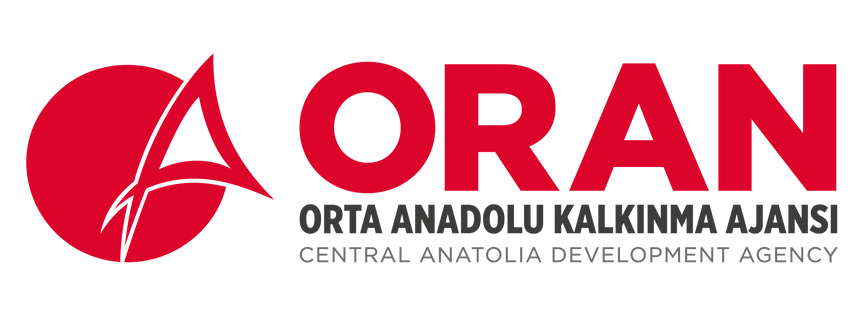 ORAN
ORTA ANADOLU KALKINMA AJANSI
CENTRAL ANATOLIA DEVELOPMENT AGENCY